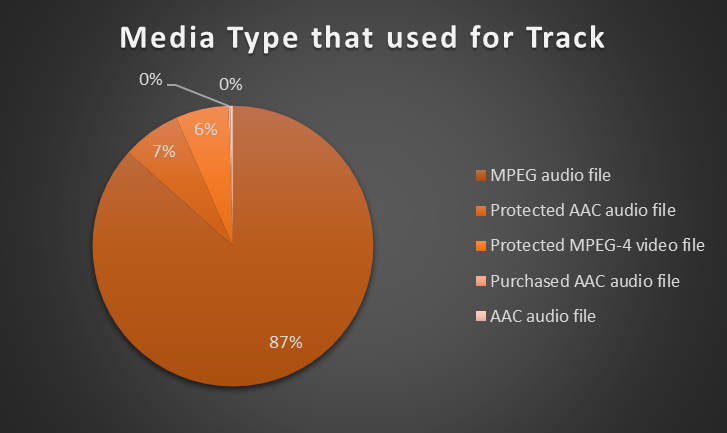 Media Type that used for Track
0%
0%
6%
7%
87%
MPEG audio file
Protected AAC audio file
Protected MPEG-4 video file
Purchased AAC audio file
AAC audio file